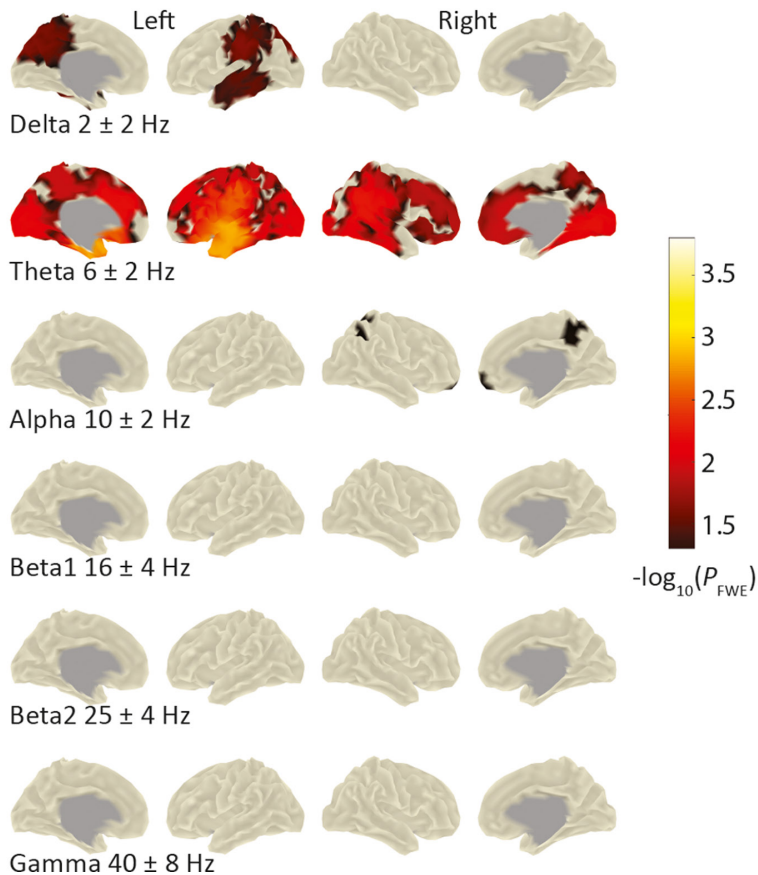 Left Right
Delta 2 ± 2 Hz
Theta 6 ± 2 Hz
Alpha 10 ± 2 Hz
Beta1 16 ± 4 Hz
Beta2 25 ± 4 Hz
Gamma 40 ± 8 Hz
3.5
3
2.5
2
1.5
-log₁₀(P_FWE)